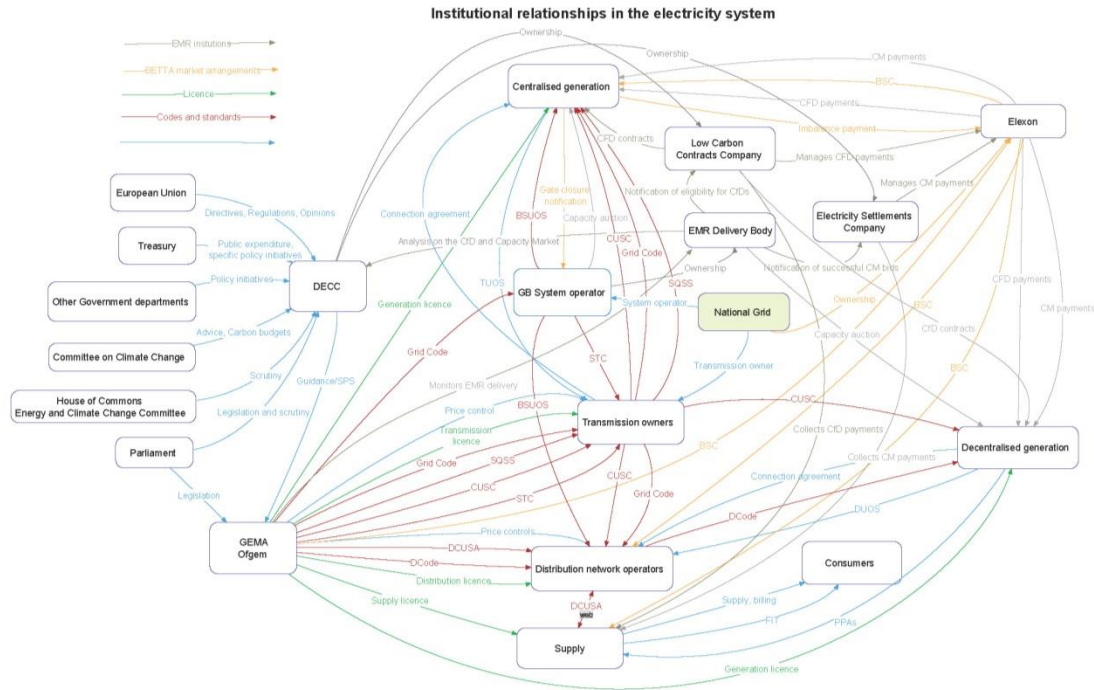 Institutional relationships in the electricity system
EMR instutions
BETTA market arrangements
Licence
Codes and standards
Ownership
Ownership
CM payments
BSC
CFD payments
Imbalance payment
Centralised generation
Elexon
Low Carbon
Contracts Company
CFD contracts
Manages CFD payments
Manages CM payments
European Union
Directives, Regulations, Opinions
Treasury
Public expenditure,
specific policy initiatives
Other Government departments
Policy initiatives
DECC
Committee on Climate Change
Advice, Carbon budgets
House of Commons
Energy and Climate Change Committee
Scrutiny
Legislation and scrutiny
Guidance/SPS
Parliament
Legislation
GEMA
Ofgem
Connection agreement
Gate closure
notification
BSUOS
Capacity auction
Notification of eligibility for CfDs
EMR Delivery Body
Electricity Settlements
Company
Analysis on the CfD and Capacity Market
CUSC
Grid Code
SQSS
Ownership
Notification of successful CM bids
TUOS
GB System operator
System operator
National Grid
Ownership
BSC
CFD payments
CM payments
Generation licence
Grid Code
STC
Capacity auction
CfD contracts
Transmission owner
BSC
Monitors EMR delivery
BSUOS
Price control
Transmission
licence
Transmission owners
CUSC
Collects CfD payments
Decentralised generation
Grid Code
SQSS
CUSC
STC
BSC
CUSC
Grid Code
Collects CM payments
Connection agreement
DCode
DUOS
Price controls
DCUSA
DCode
Distribution licence
Distribution network operators
Consumers
Supply licence
DCUSA
Supply, billing
FIT
PPAs
Supply
Generation licence